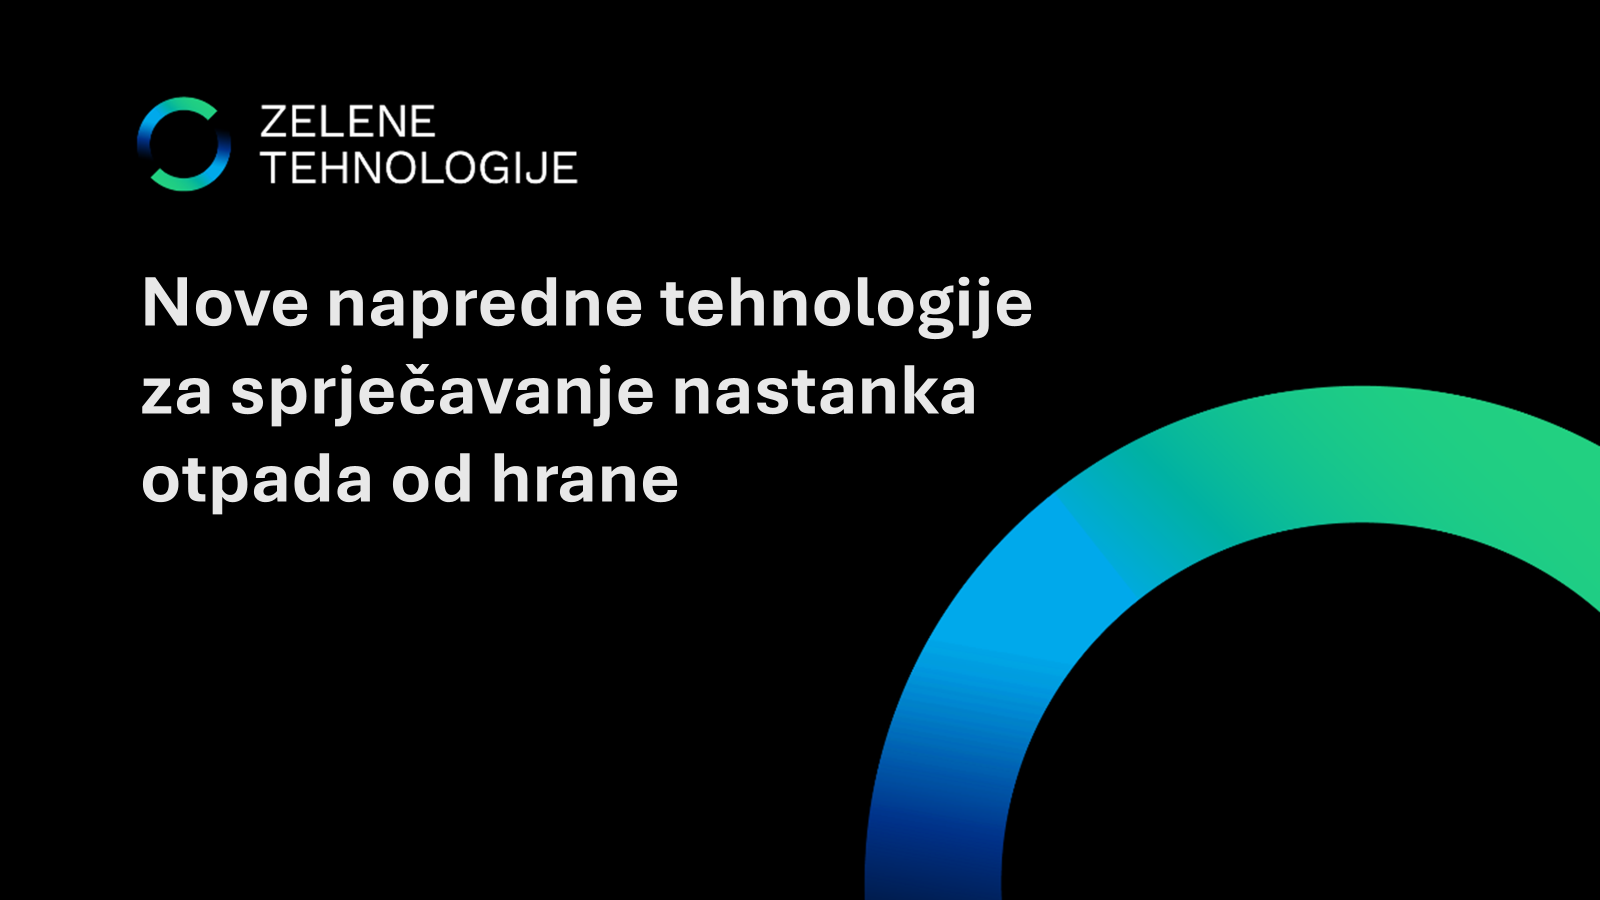 ZELENE
TEHNOLOGIJE
Nove napredne tehnologije
za sprječavanje nastanka
otpada od hrane